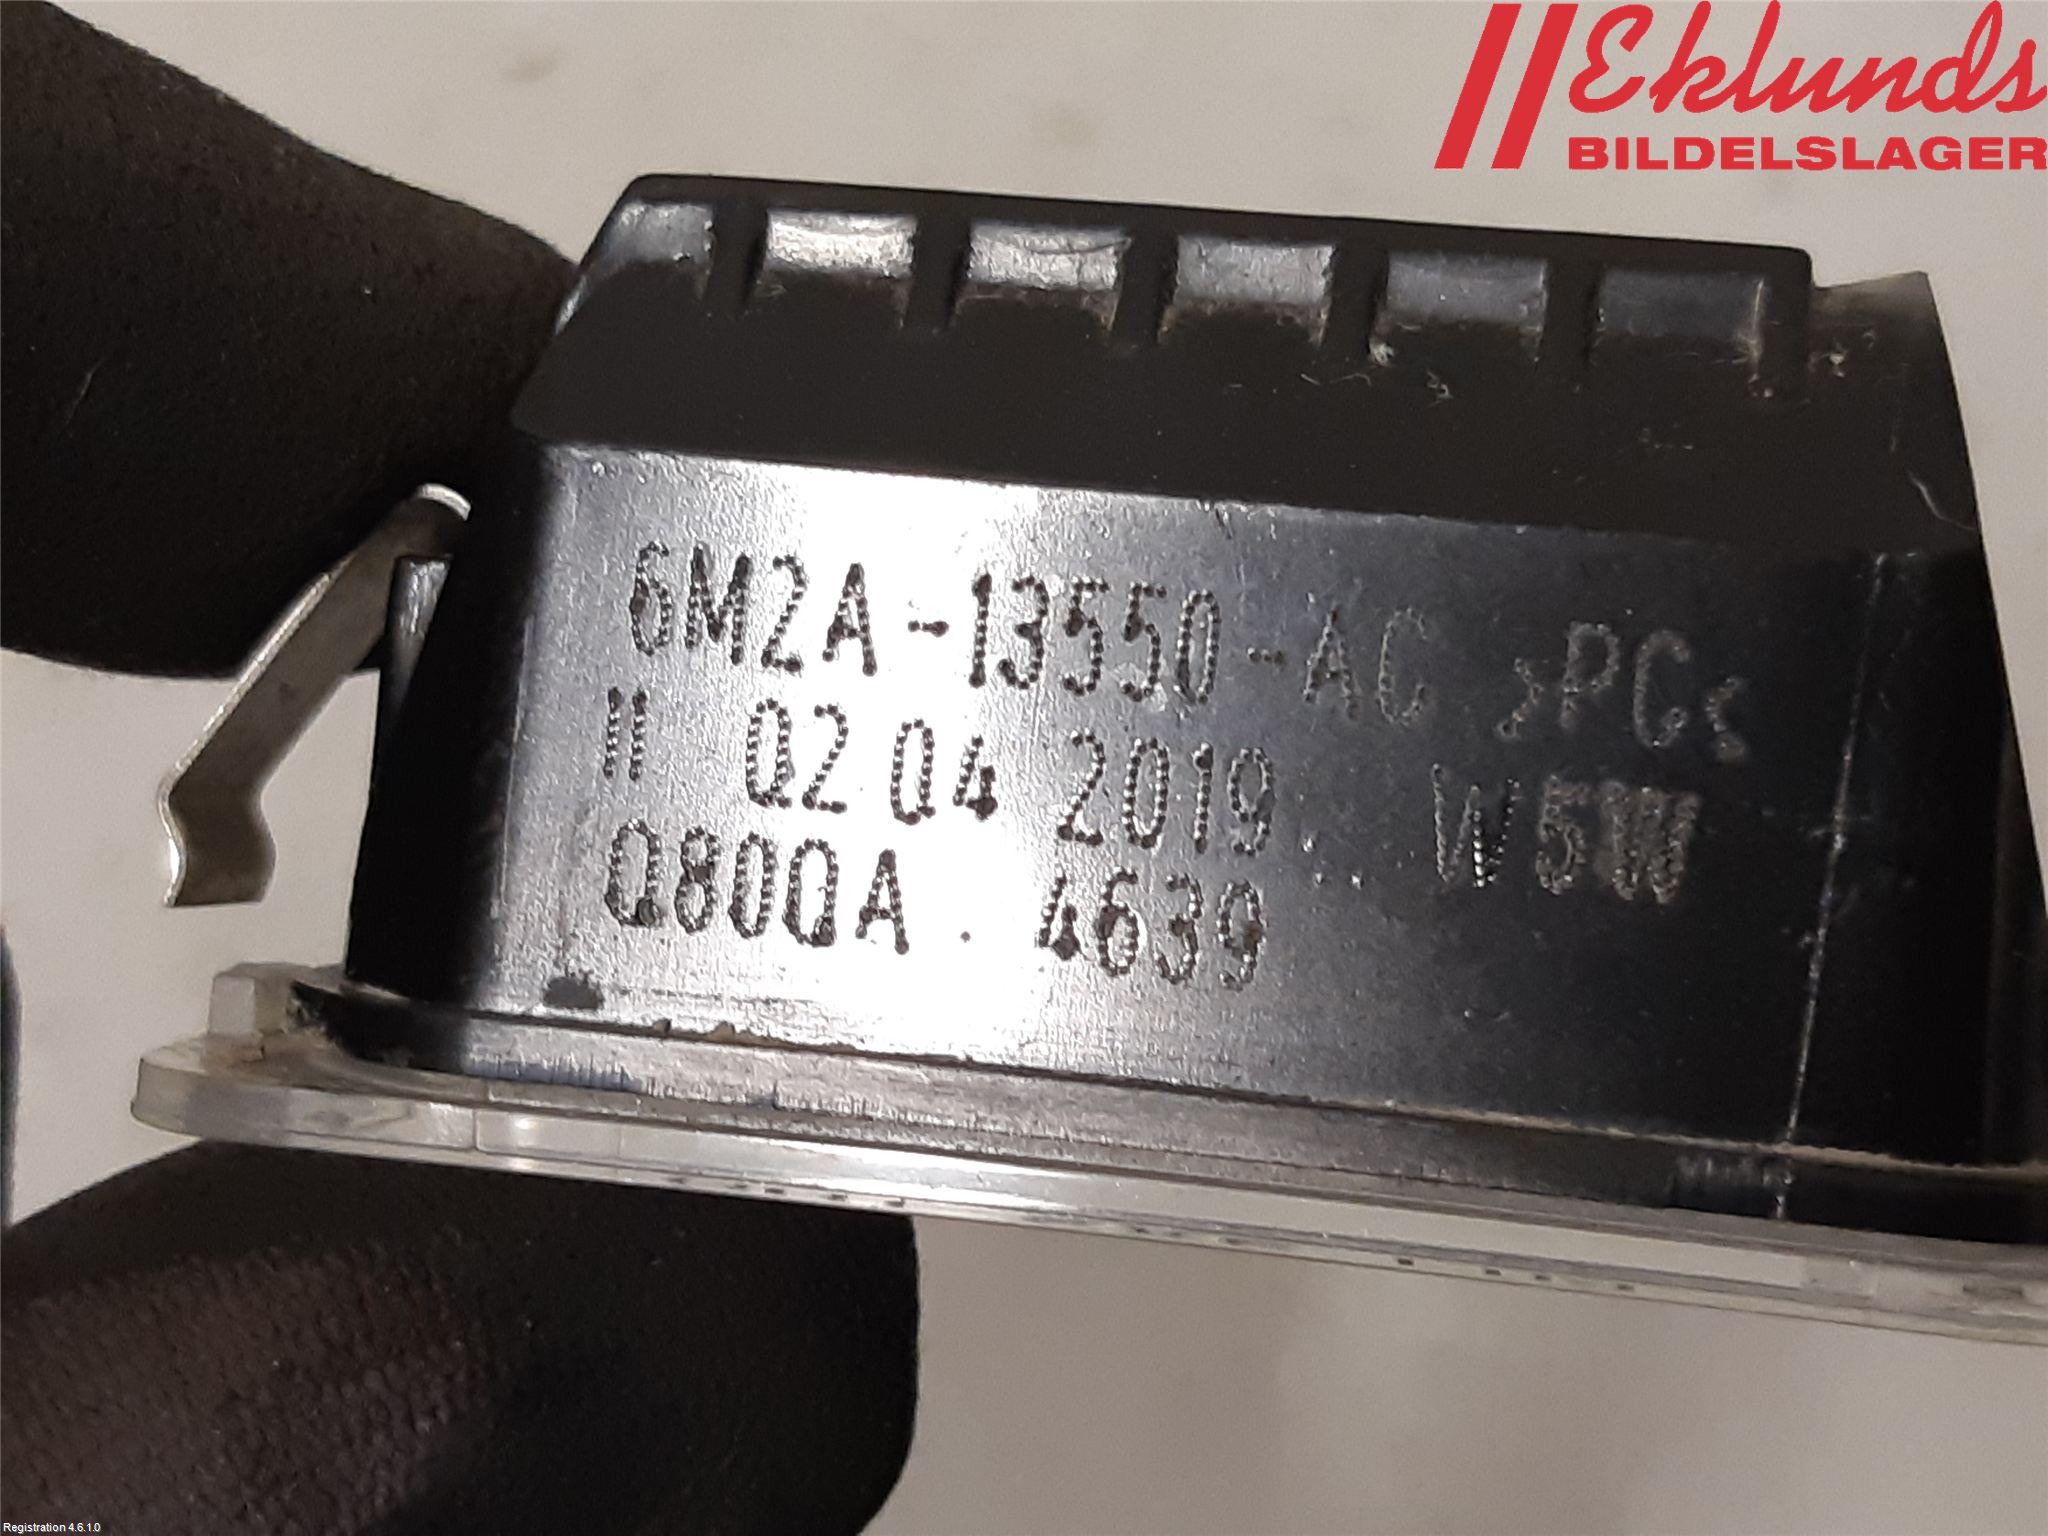 Eklunds
BILDELSLAGER
6M2A-13550-AC >PC<
11 02 04 2019 W5W
080QA 4639
Registration 4.6.1.0